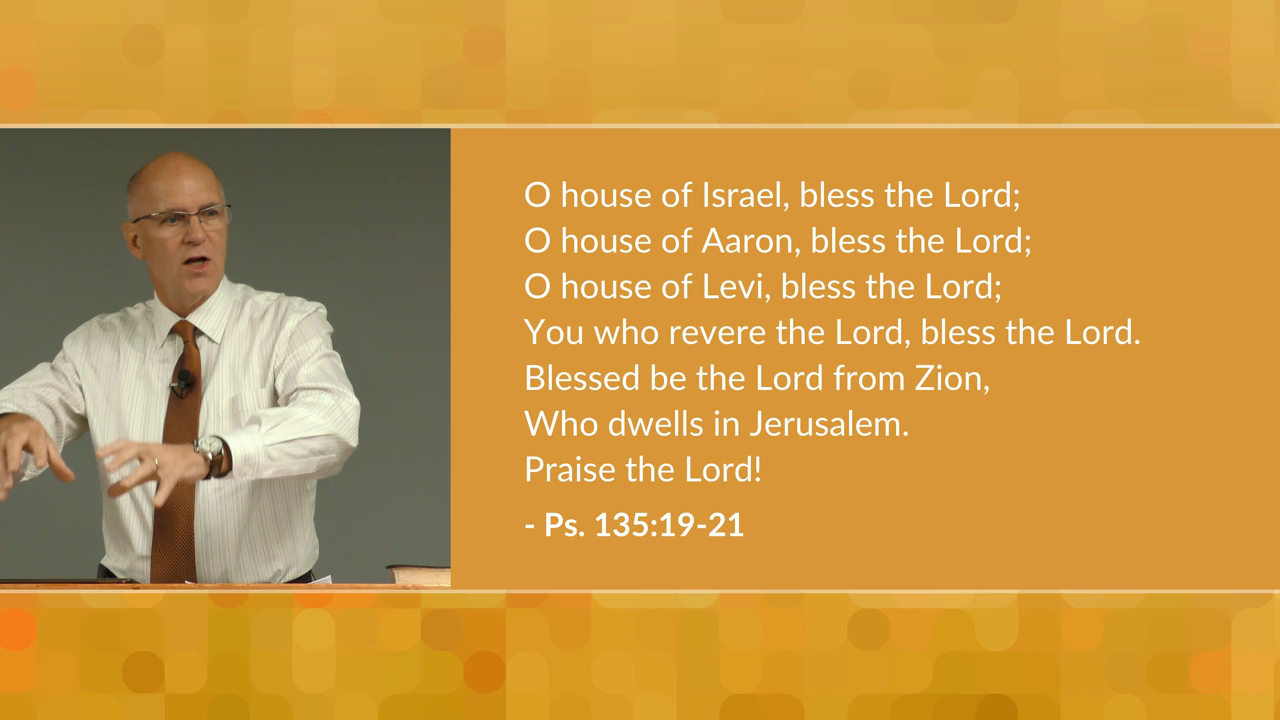 O house of Israel, bless the Lord;
O house of Aaron, bless the Lord;
O house of Levi, bless the Lord;
You who revere the Lord, bless the Lord.
Blessed be the Lord from Zion,
Who dwells in Jerusalem.
Praise the Lord!
- Ps. 135:19-21